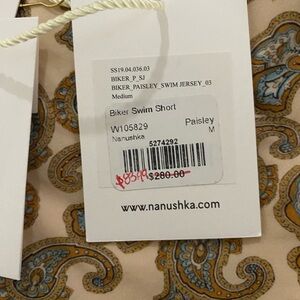 SS19.04.036.03
BIKER_P_SJ
BIKER_PAISLEY_SWIM JERSEY_03
Medium
Biker Swim Short
W105829 Paisley
Nanushka M
5274292
$280.00
www.nanushka.com